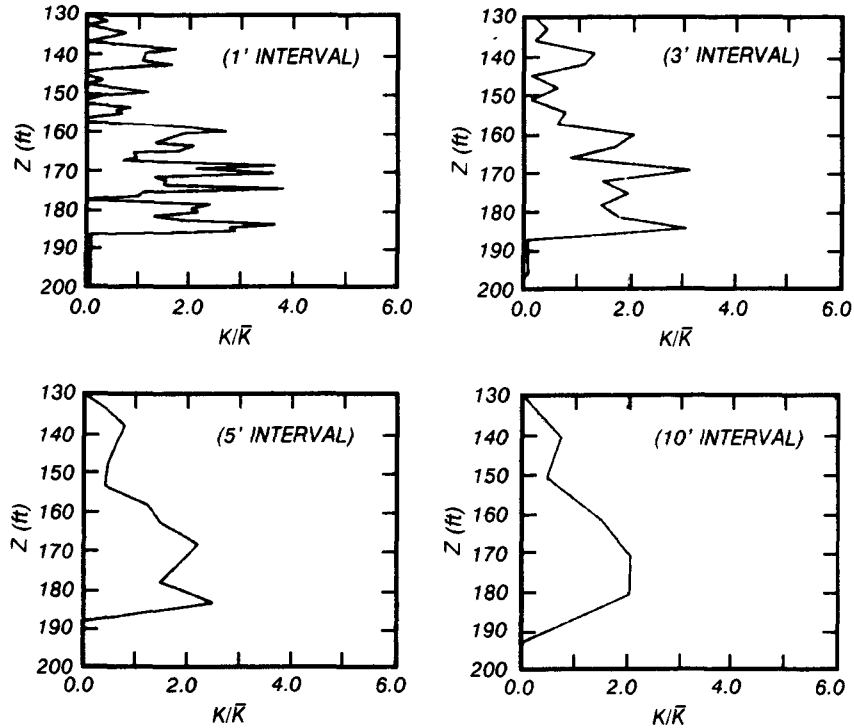 130
140
150
160
170
180
190
200
Z (ft)
(1' INTERVAL)
0.0 2.0 4.0 6.0
K/K̅
130
140
150
160
170
180
190
200
Z (ft)
(3' INTERVAL)
0.0 2.0 4.0 6.0
K/K̅
130
140
150
160
170
180
190
200
Z (ft)
(5' INTERVAL)
0.0 2.0 4.0 6.0
K/K̅
130
140
150
160
170
180
190
200
Z (ft)
(10' INTERVAL)
0.0 2.0 4.0 6.0
K/K̅